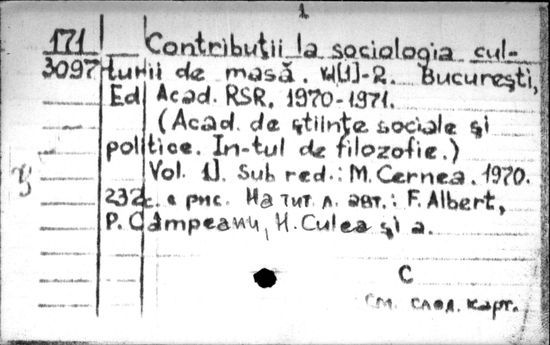 1
171 Contribuţii la sociologia cul-
3097 turii de masă. Vol[1]-2. Bucureşti,
Ed. Acad. RSR, 1970-1971.
(Acad. de ştiinţe sociale şi
politice. In-tul de filozofie.)
Vol. 1]. Sub red.: M. Cernea. 1970.
232с. с рис. На тит. л. авт.: F. Albert,
P. Câmpeanu, H. Culea şi a.
C
См. след. карт.